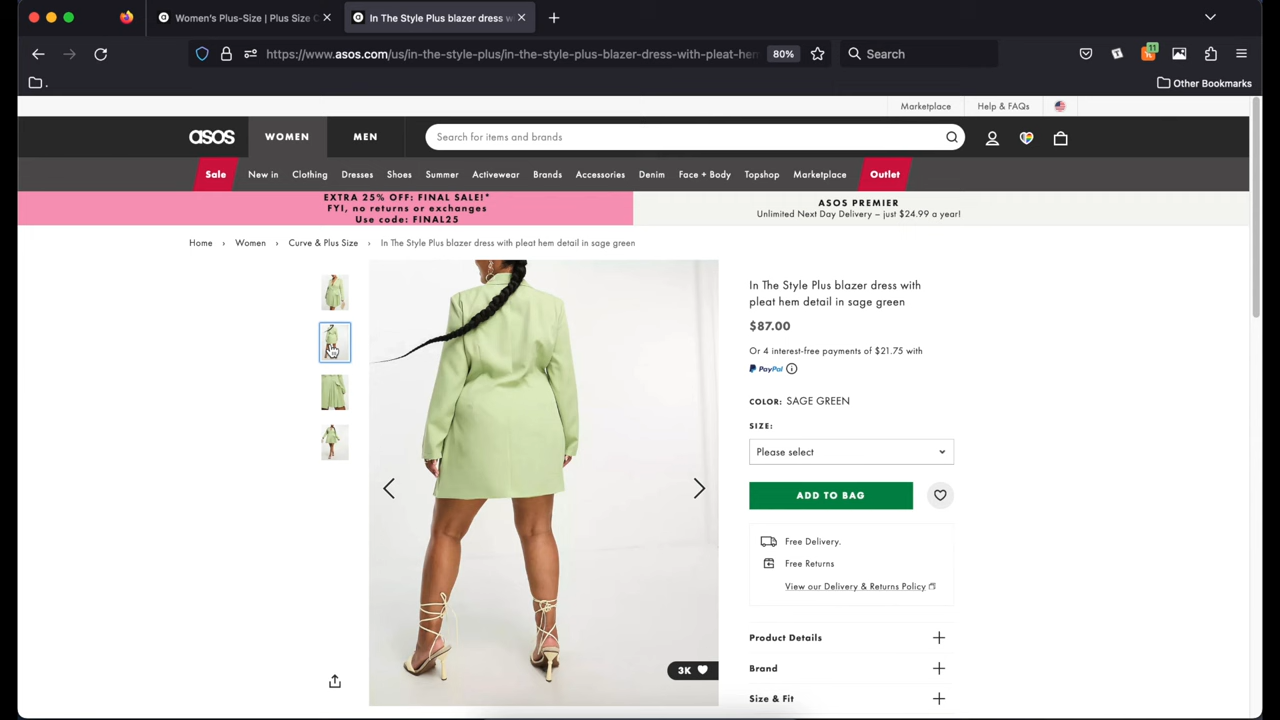 Women's Plus-Size | Plus Size C
In The Style Plus blazer dress w
https://www.asos.com/us/in-the-style-plus/in-the-style-plus-blazer-dress-with-pleat-hem
80%
Search
11
.
Other Bookmarks
Marketplace
Help & FAQs
asos
WOMEN
MEN
Search for items and brands
Sale
New in
Clothing
Dresses
Shoes
Summer
Activewear
Brands
Accessories
Denim
Face + Body
Topshop
Marketplace
Outlet
EXTRA 25% OFF: FINAL SALE!*
FYI, no returns or exchanges
Use code: FINAL25
ASOS PREMIER
Unlimited Next Day Delivery – just $24.99 a year!
Home › Women › Curve & Plus Size › In The Style Plus blazer dress with pleat hem detail in sage green
In The Style Plus blazer dress with
pleat hem detail in sage green
$87.00
Or 4 interest-free payments of $21.75 with
PayPal
COLOR: SAGE GREEN
SIZE:
Please select
ADD TO BAG
Free Delivery.
Free Returns
View our Delivery & Returns Policy
3K
Product Details
Brand
Size & Fit